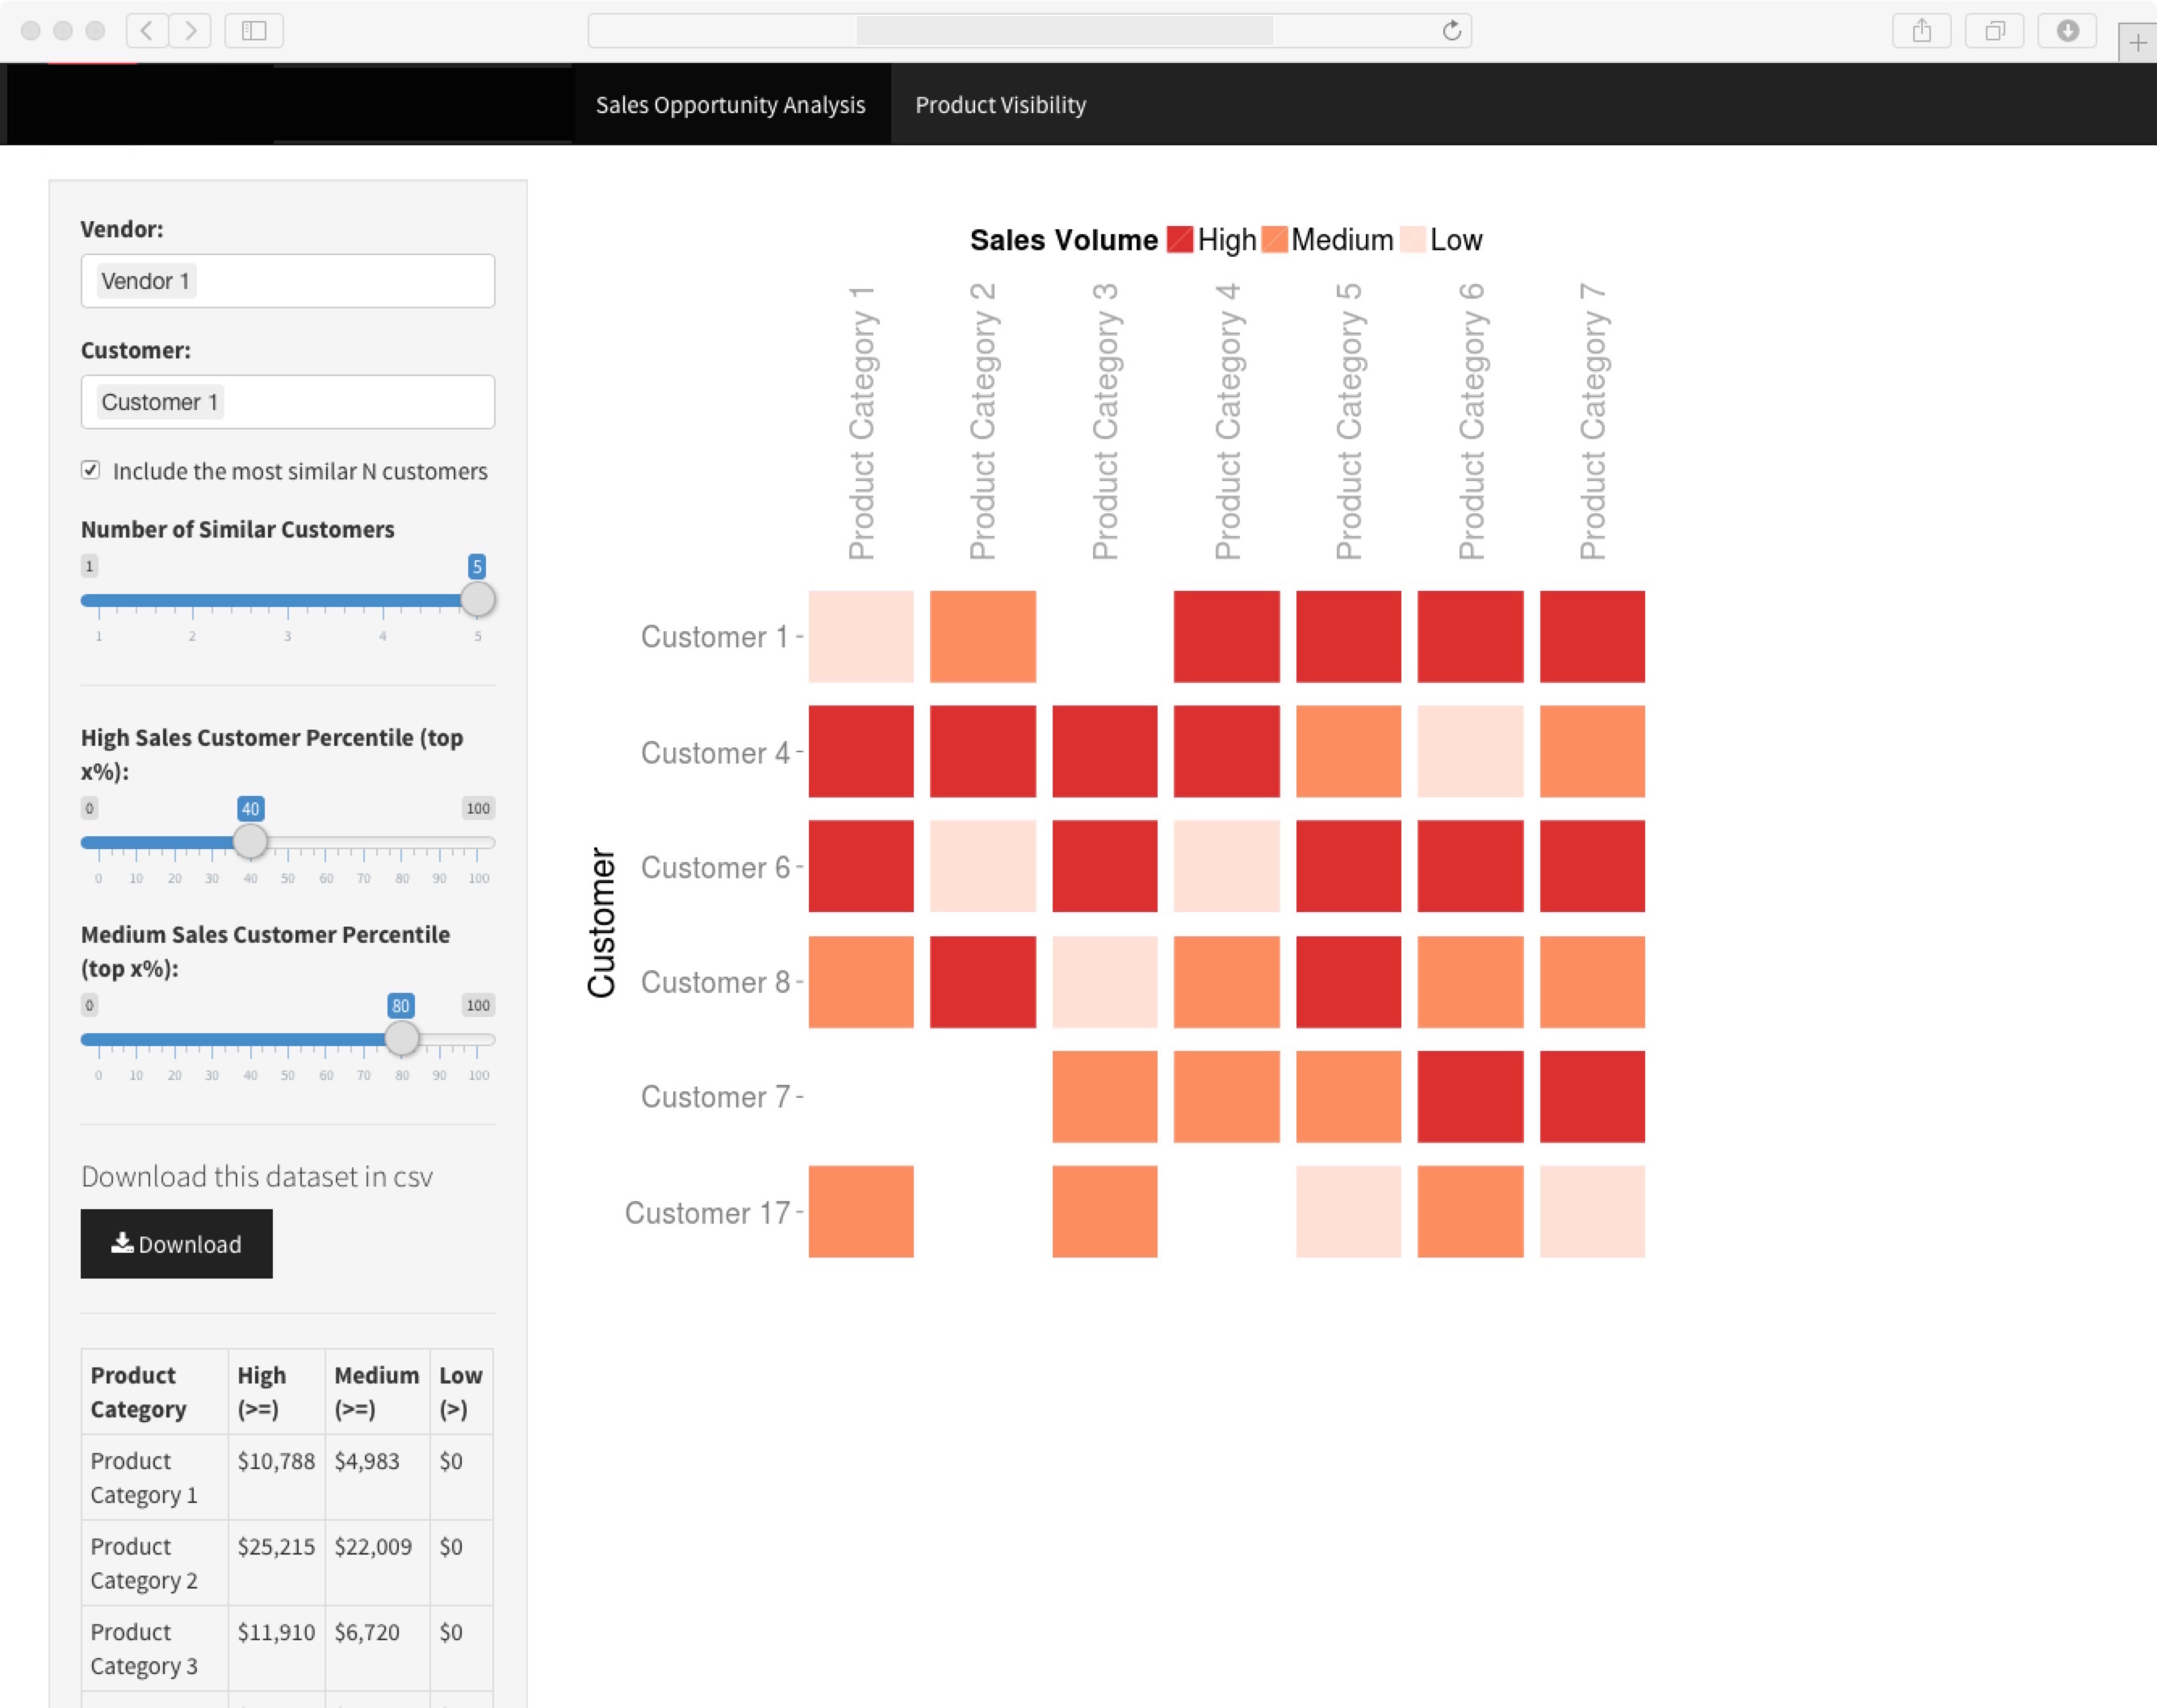 Sales Opportunity Analysis
Product Visibility
Vendor:
Vendor 1
Customer:
Customer 1
Include the most similar N customers
Number of Similar Customers
1
5
1 2 3 4 5
High Sales Customer Percentile (top
x%):
0
40
100
0 10 20 30 40 50 60 70 80 90 100
Medium Sales Customer Percentile
(top x%):
0
80
100
0 10 20 30 40 50 60 70 80 90 100
Download this dataset in csv
Download
Product
Category
High
(>=)
Medium
(>=)
Low
(>)
Product
Category 1
$10,788
$4,983
$0
Product
Category 2
$25,215
$22,009
$0
Product
Category 3
$11,910
$6,720
$0
Sales Volume High Medium Low
Product Category 1
Product Category 2
Product Category 3
Product Category 4
Product Category 5
Product Category 6
Product Category 7
Customer
Customer 1
Customer 4
Customer 6
Customer 8
Customer 7
Customer 17